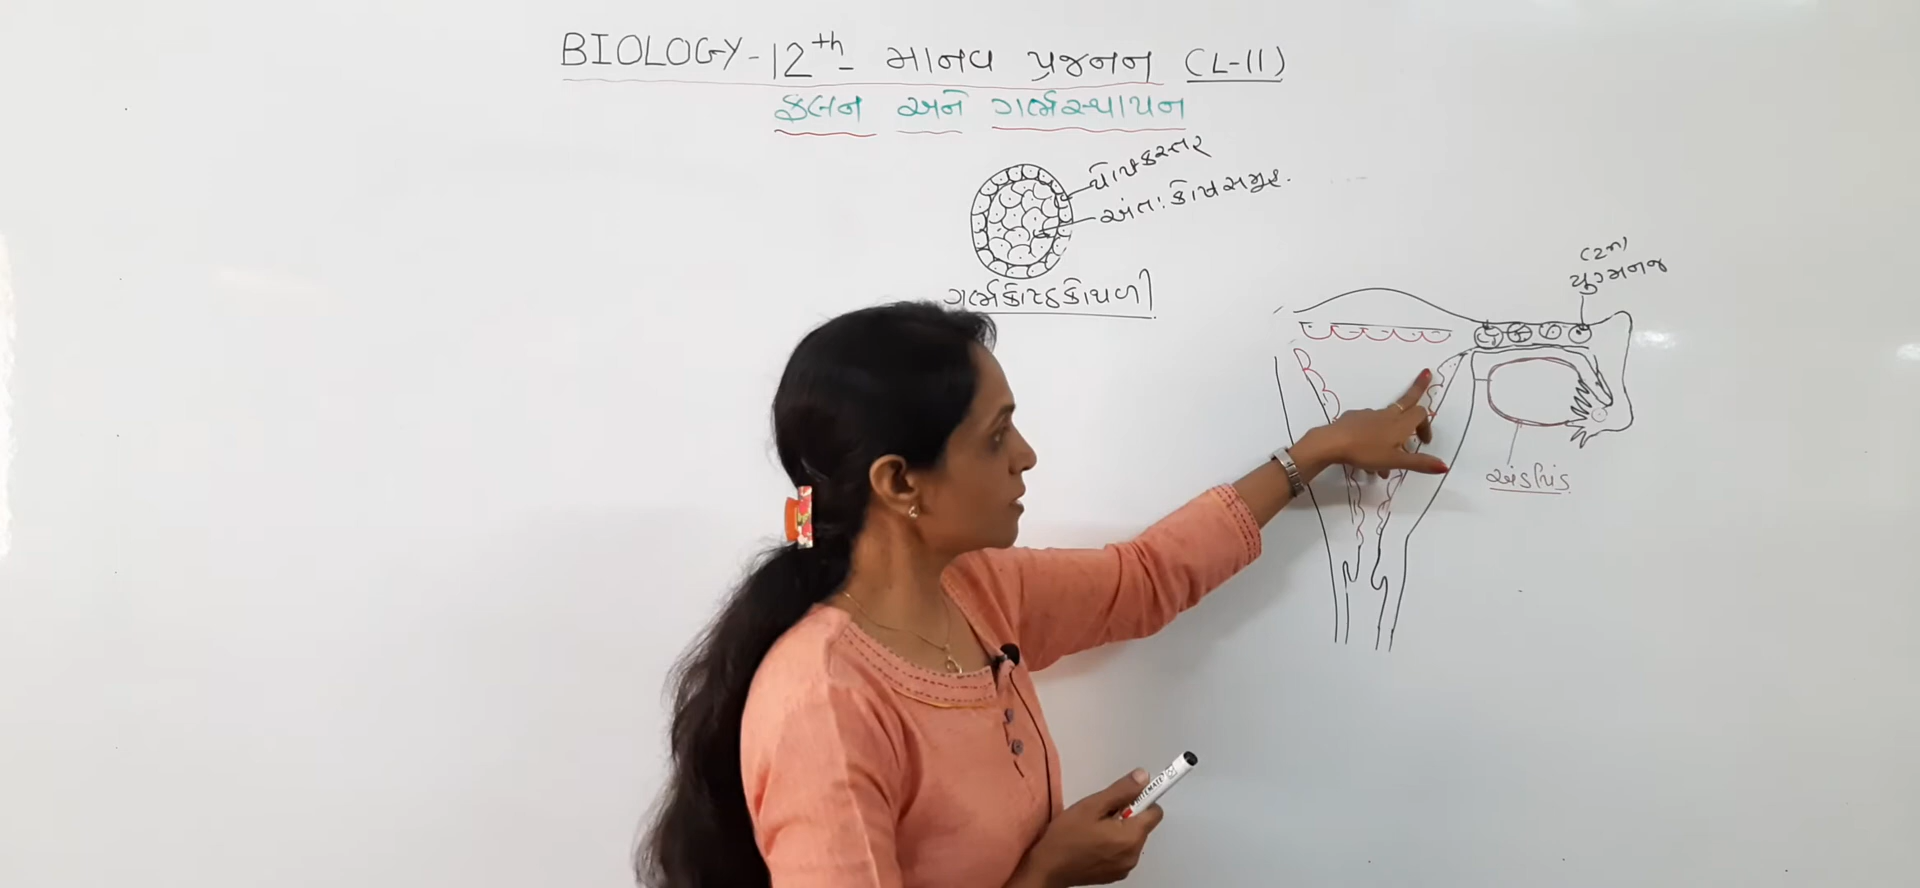 BIOLOGY - 12th - માનવ પ્રજનન (L-11)
ફલન અને ગર્ભસ્થાપન
પોષકસ્તર
અંતઃકોષસમૂહ.
ગર્ભકોષ્ઠકોથળી
(2n)
યુગ્મનજ
અંડપિંડ